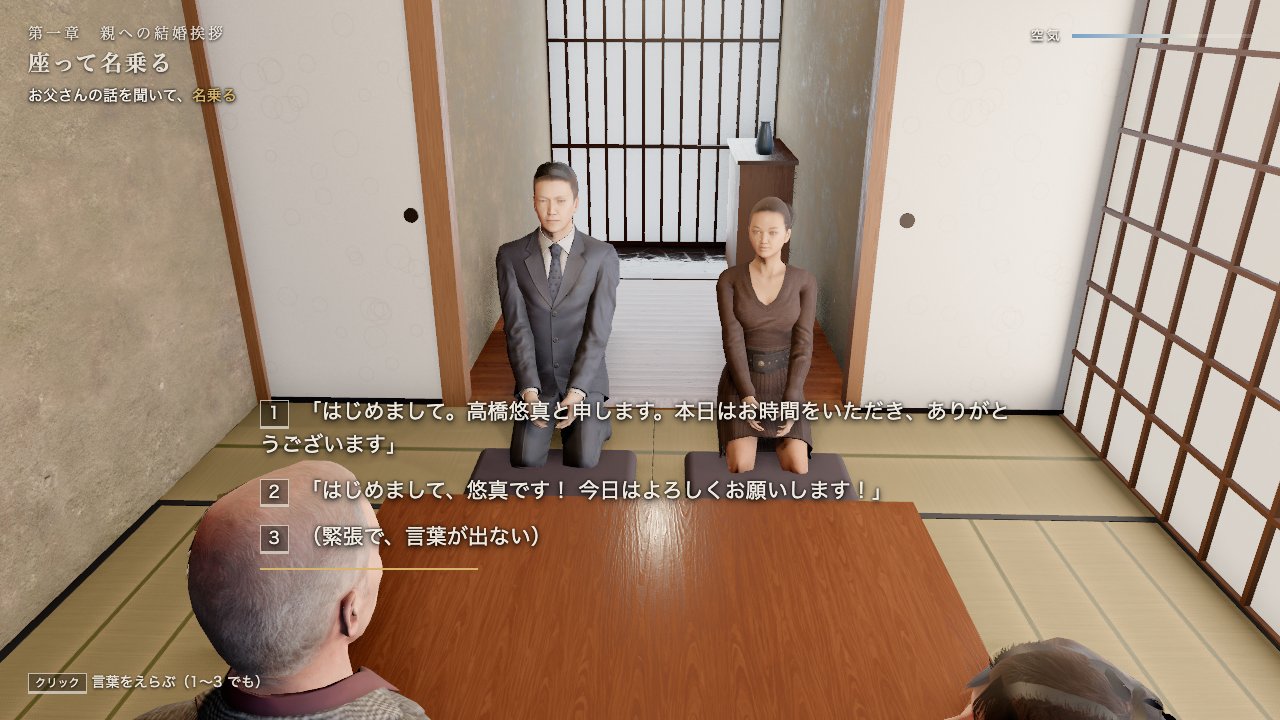 第一章　親への結婚挨拶
座って名乗る
お父さんの話を聞いて、名乗る
空気
1 「はじめまして。高橋悠真と申します。本日はお時間をいただき、ありがと
うございます」
2 「はじめまして、悠真です！ 今日はよろしくお願いします！」
3 （緊張で、言葉が出ない）
クリック 言葉をえらぶ（1〜3 でも）